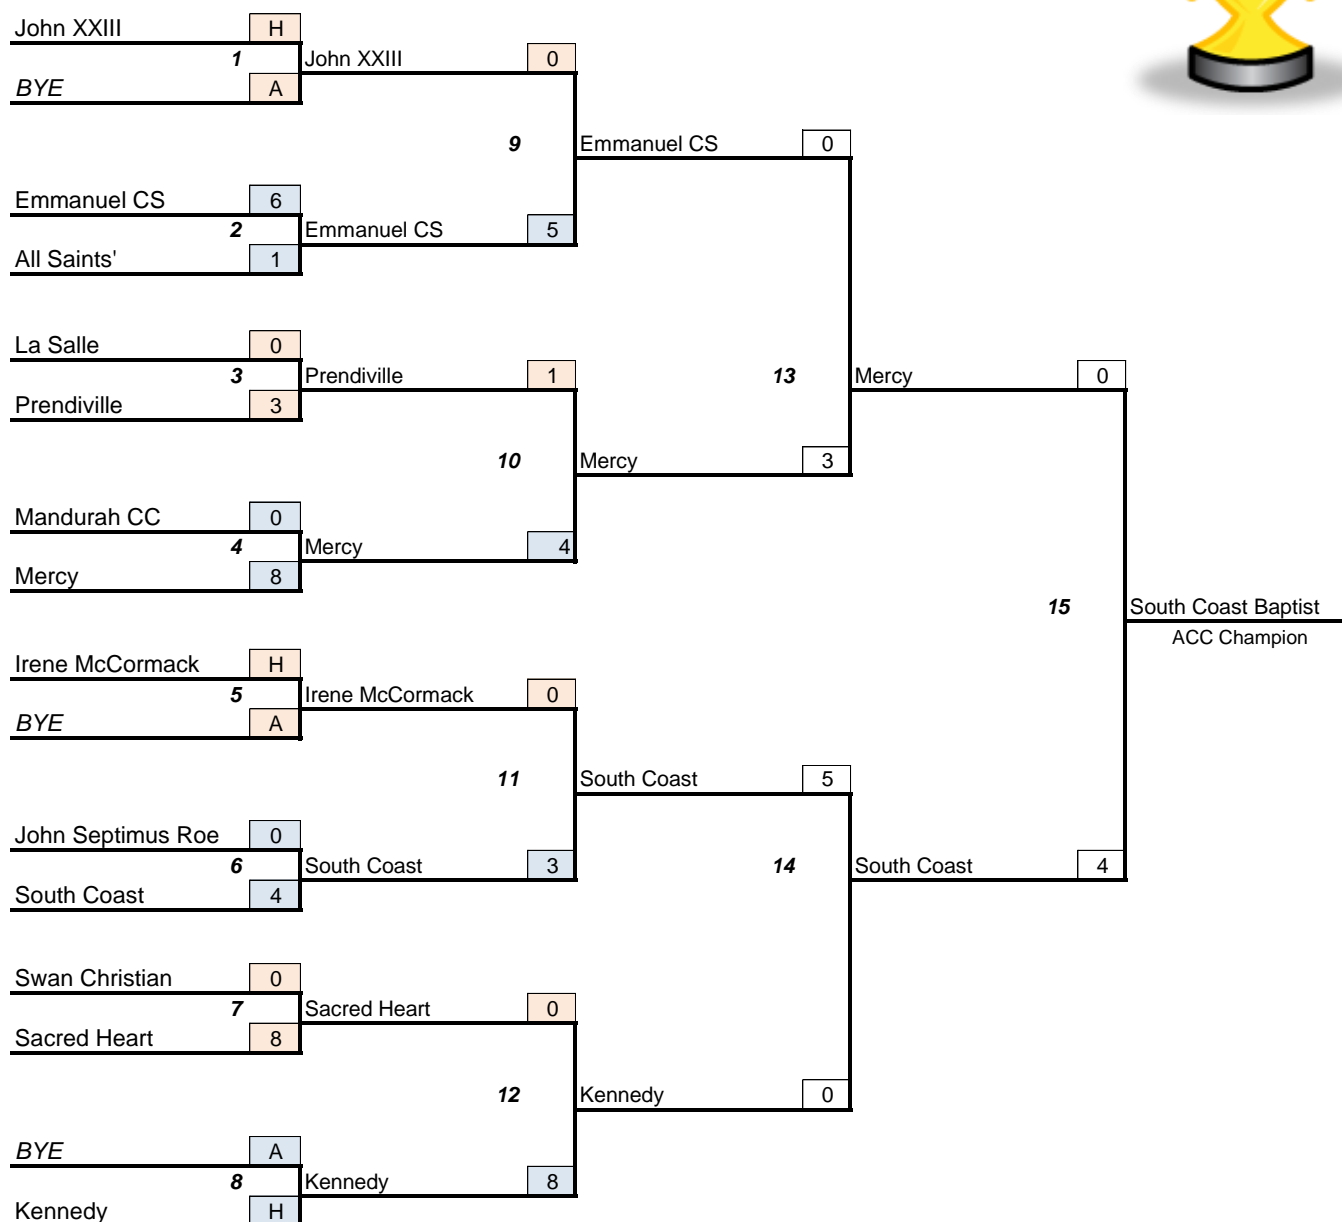 John XXIII H
1 John XXIII 0
BYE A
9 Emmanuel CS 0
Emmanuel CS 6
2 Emmanuel CS 5
All Saints' 1
La Salle 0
3 Prendiville 1 13 Mercy 0
Prendiville 3
10 Mercy 3
Mandurah CC 0
4 Mercy 4
Mercy 8
15 South Coast Baptist
ACC Champion
Irene McCormack H
5 Irene McCormack 0
BYE A
11 South Coast 5
John Septimus Roe 0
6 South Coast 3 14 South Coast 4
South Coast 4
Swan Christian 0
7 Sacred Heart 0
Sacred Heart 8
12 Kennedy 0
BYE A
8 Kennedy 8
Kennedy H